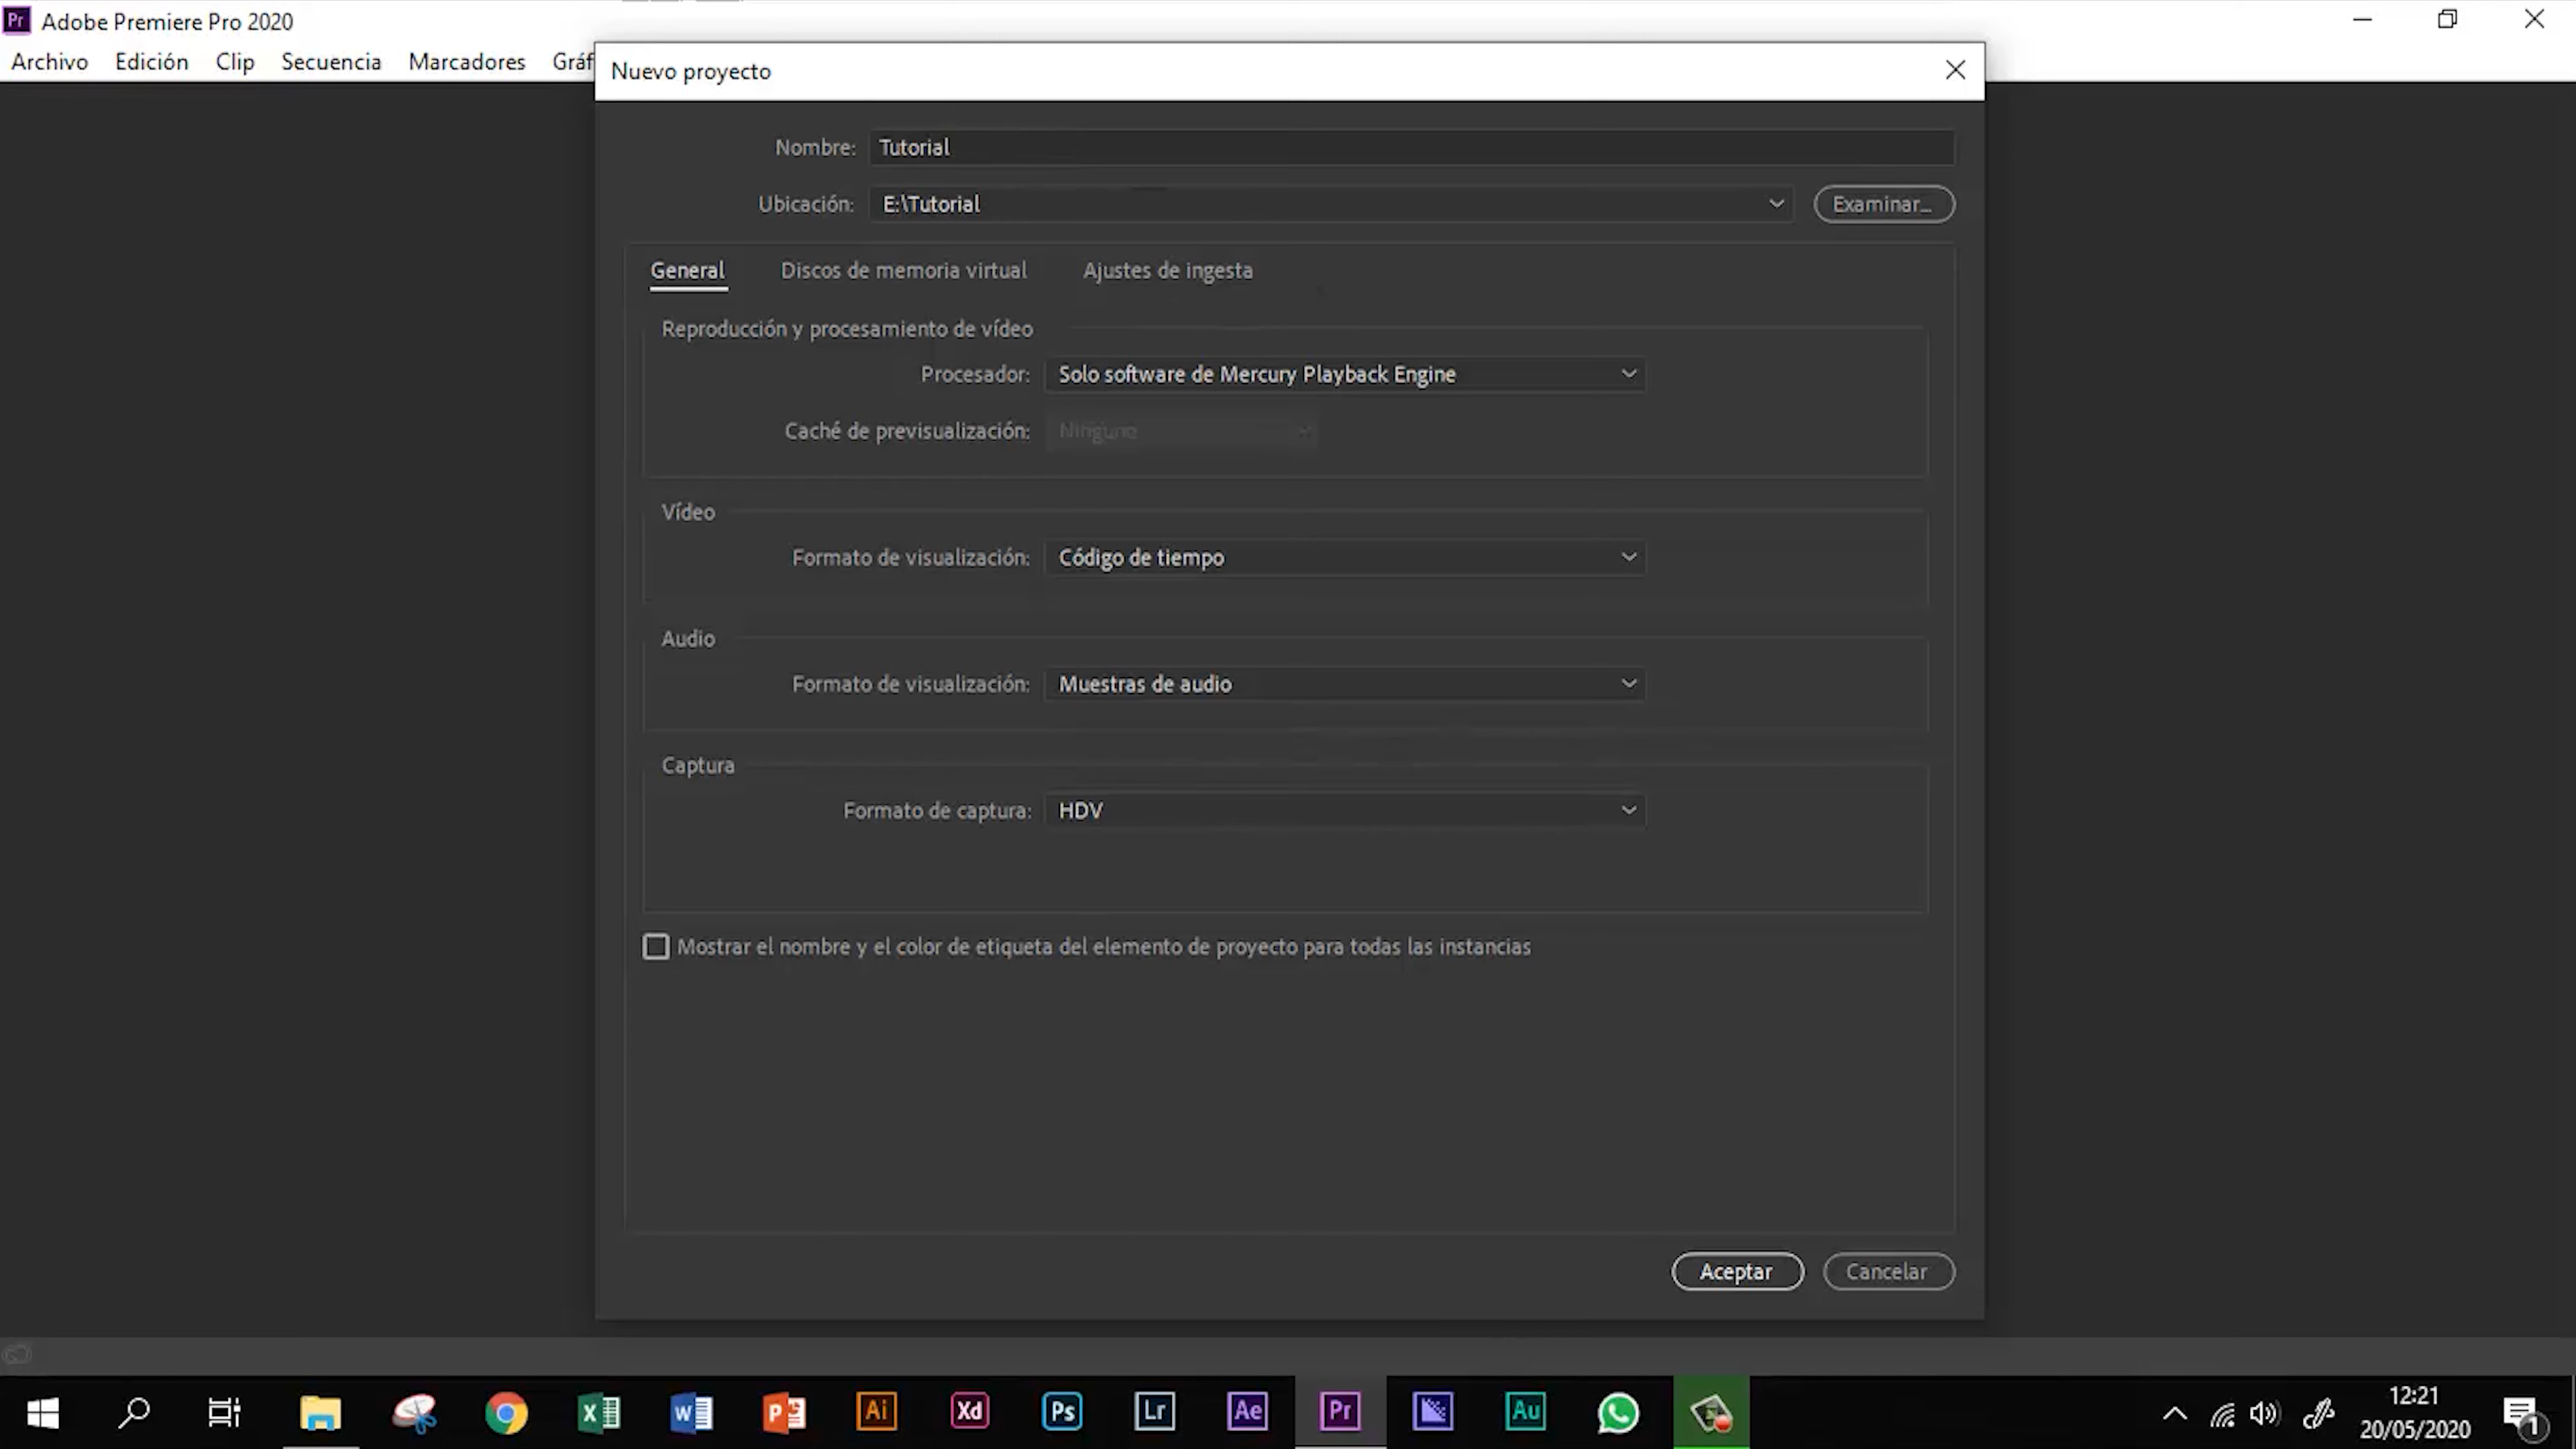 Pr Adobe Premiere Pro 2020
Archivo Edición Clip Secuencia Marcadores Gráf
Nuevo proyecto
Nombre: Tutorial
Ubicación: E:\Tutorial Examinar...
General Discos de memoria virtual Ajustes de ingesta
Reproducción y procesamiento de vídeo
Procesador: Solo software de Mercury Playback Engine
Caché de previsualización: Ninguno
Vídeo
Formato de visualización: Código de tiempo
Audio
Formato de visualización: Muestras de audio
Captura
Formato de captura: HDV
Mostrar el nombre y el color de etiqueta del elemento de proyecto para todas las instancias
Aceptar Cancelar
Ai Xd Ps Lr Ae Pr Au
12:21
20/05/2020
1